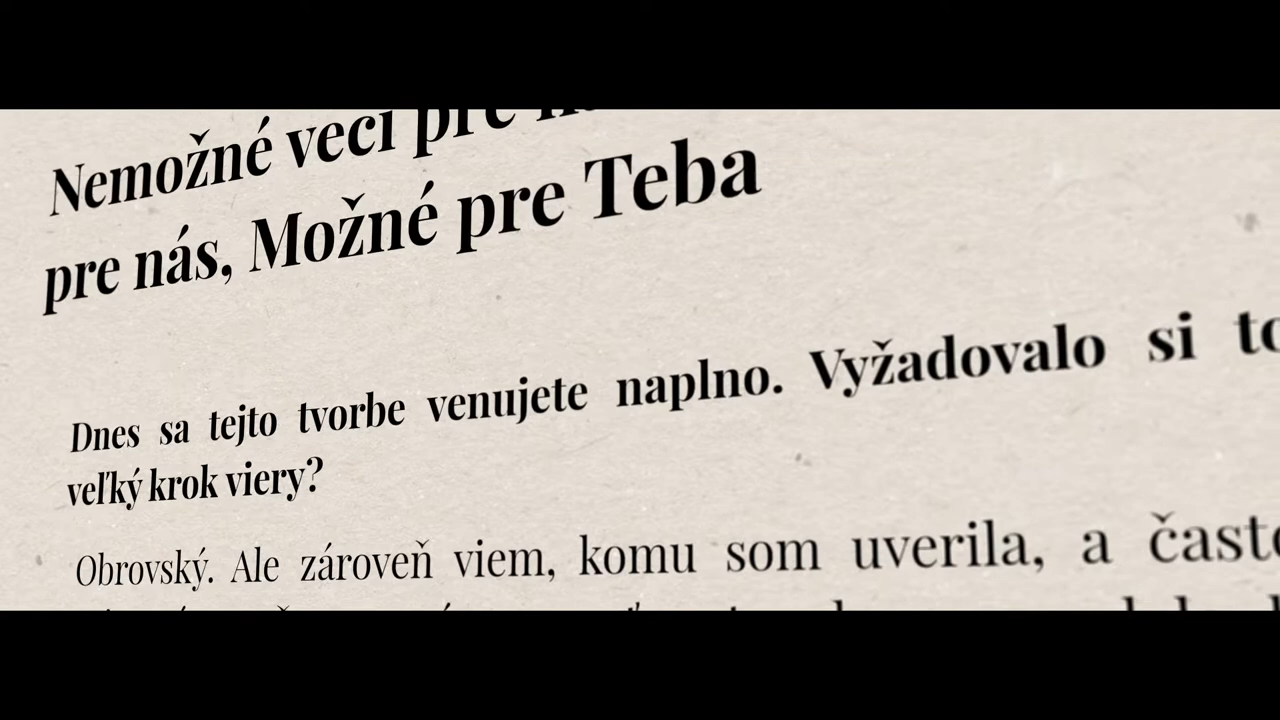 Nemožné veci pre
pre nás, Možné pre Teba
Dnes sa tejto tvorbe venujete naplno. Vyžadovalo si
veľký krok viery?
Obrovský. Ale zároveň viem, komu som uverila, a